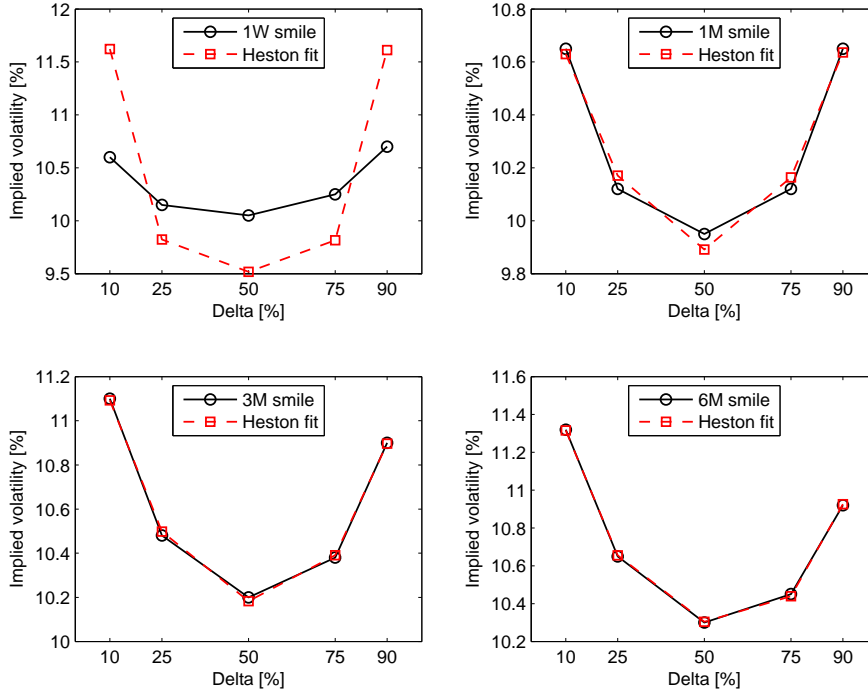 1W smile
Heston fit
12
11.5
11
10.5
10
9.5
10 25 50 75 90
Delta [%]
Implied volatility [%]
1M smile
Heston fit
10.8
10.6
10.4
10.2
10
9.8
10 25 50 75 90
Delta [%]
Implied volatility [%]
3M smile
Heston fit
11.2
11
10.8
10.6
10.4
10.2
10
10 25 50 75 90
Delta [%]
Implied volatility [%]
6M smile
Heston fit
11.6
11.4
11.2
11
10.8
10.6
10.4
10.2
10 25 50 75 90
Delta [%]
Implied volatility [%]